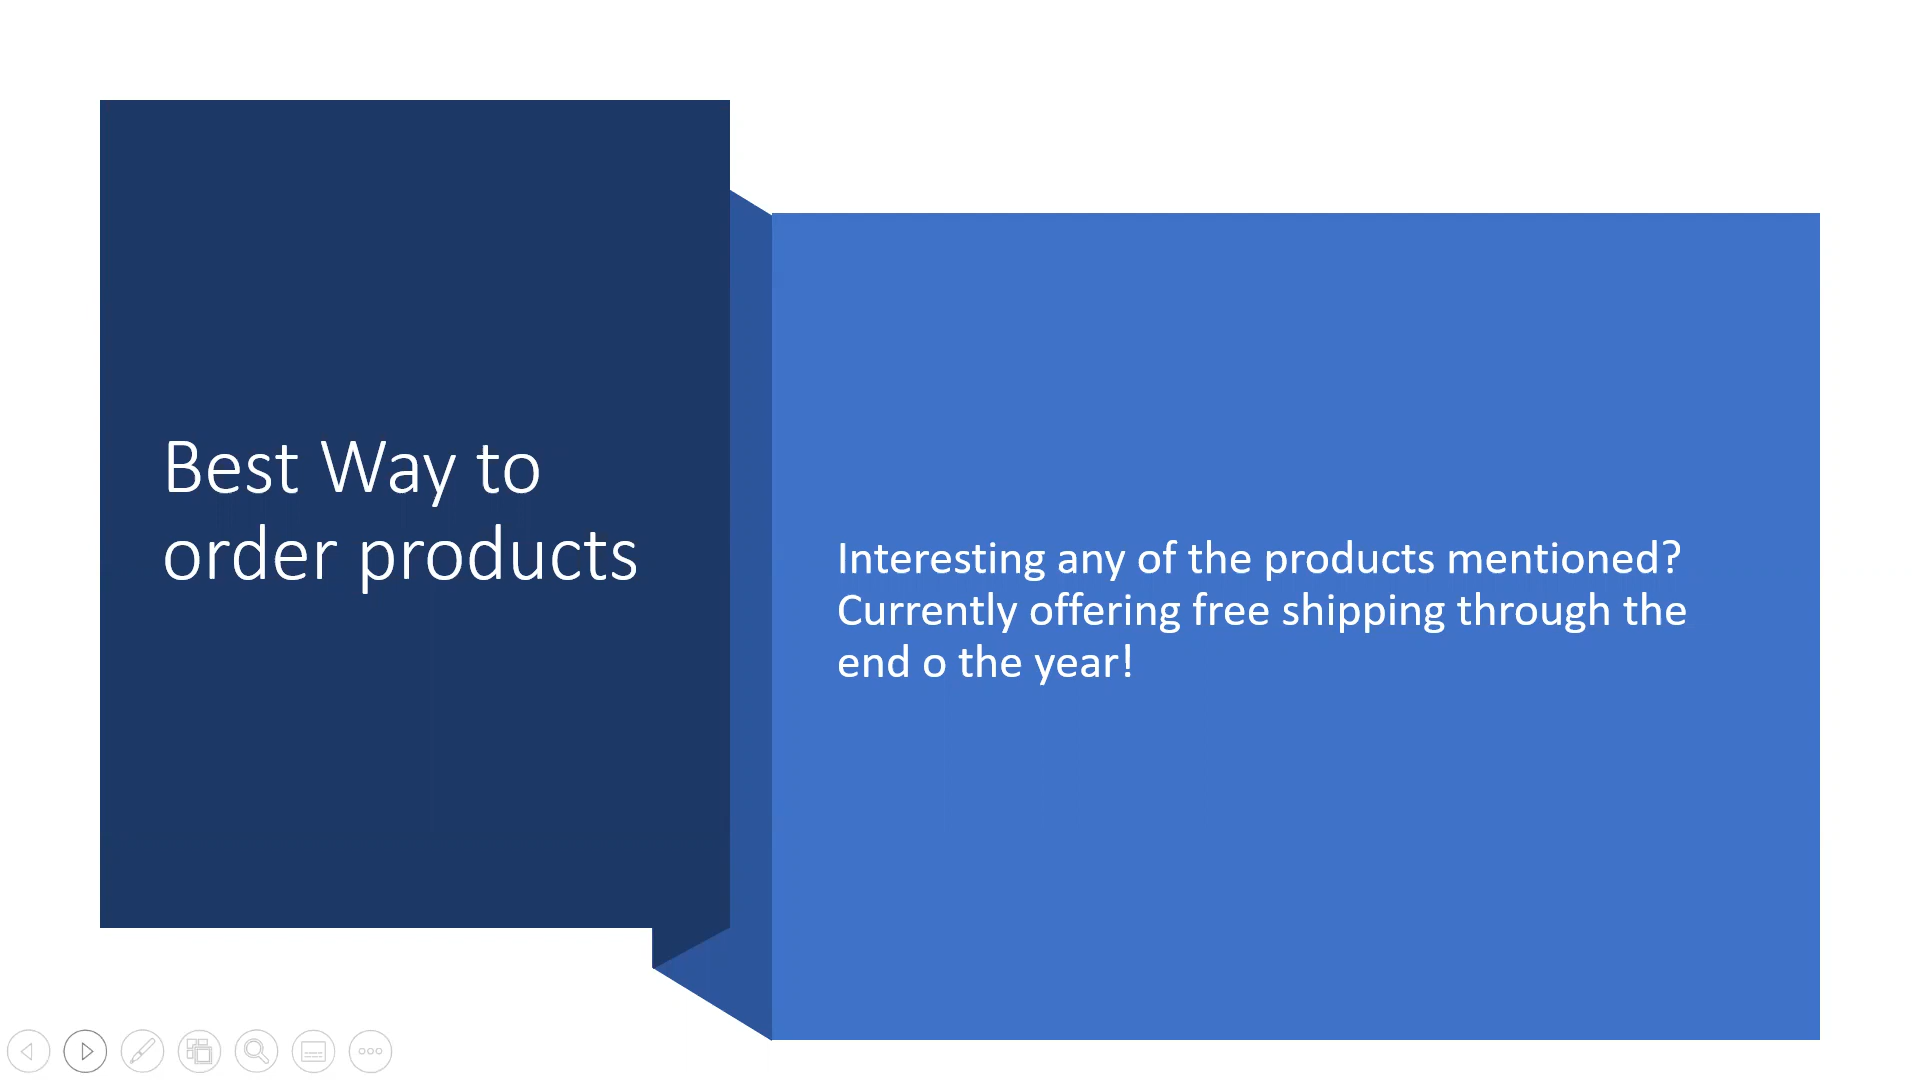 Best Way to
order products
Interesting any of the products mentioned?
Currently offering free shipping through the
end o the year!